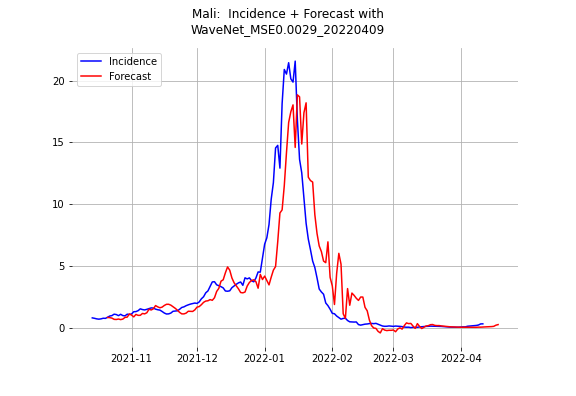 Mali:  Incidence + Forecast with
WaveNet_MSE0.0029_20220409
Incidence
Forecast
20
15
10
5
0
2021-11 2021-12 2022-01 2022-02 2022-03 2022-04